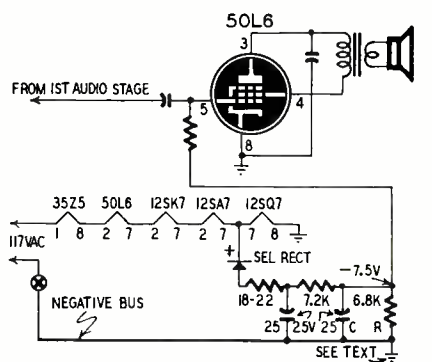 50L6
3
FROM 1ST AUDIO STAGE
5
4
8
35Z5 50L6 12SK7 12SA7 12SQ7
1 8 2 7 2 7 2 7 7 8
117VAC
+
SEL RECT
-7.5V
18-22 7.2K 6.8K
NEGATIVE BUS
25 25V 25 C R
SEE TEXT